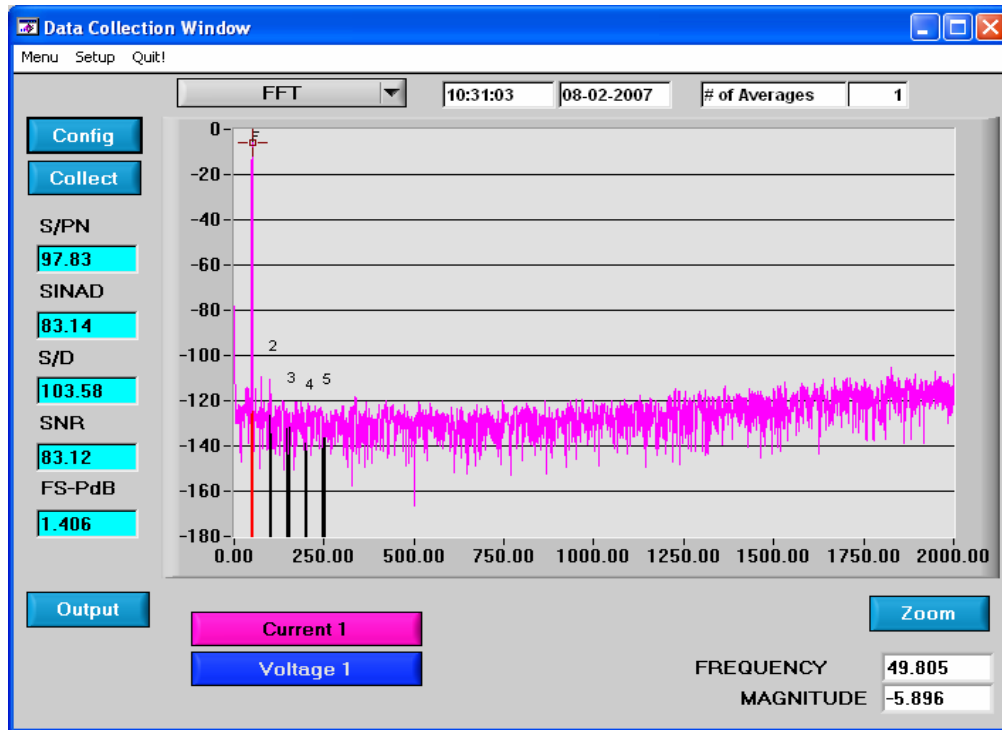 Data Collection Window
Menu Setup Quit!
FFT
10:31:03
08-02-2007
# of Averages
1
Config
Collect
S/PN
97.83
SINAD
83.14
S/D
103.58
SNR
83.12
FS-PdB
1.406
Output
F
0
-20
-40
-60
-80
-100
-120
-140
-160
-180
2
3
4
5
0.00 250.00 500.00 750.00 1000.00 1250.00 1500.00 1750.00 2000.00
Current 1
Voltage 1
Zoom
FREQUENCY 49.805
MAGNITUDE -5.896